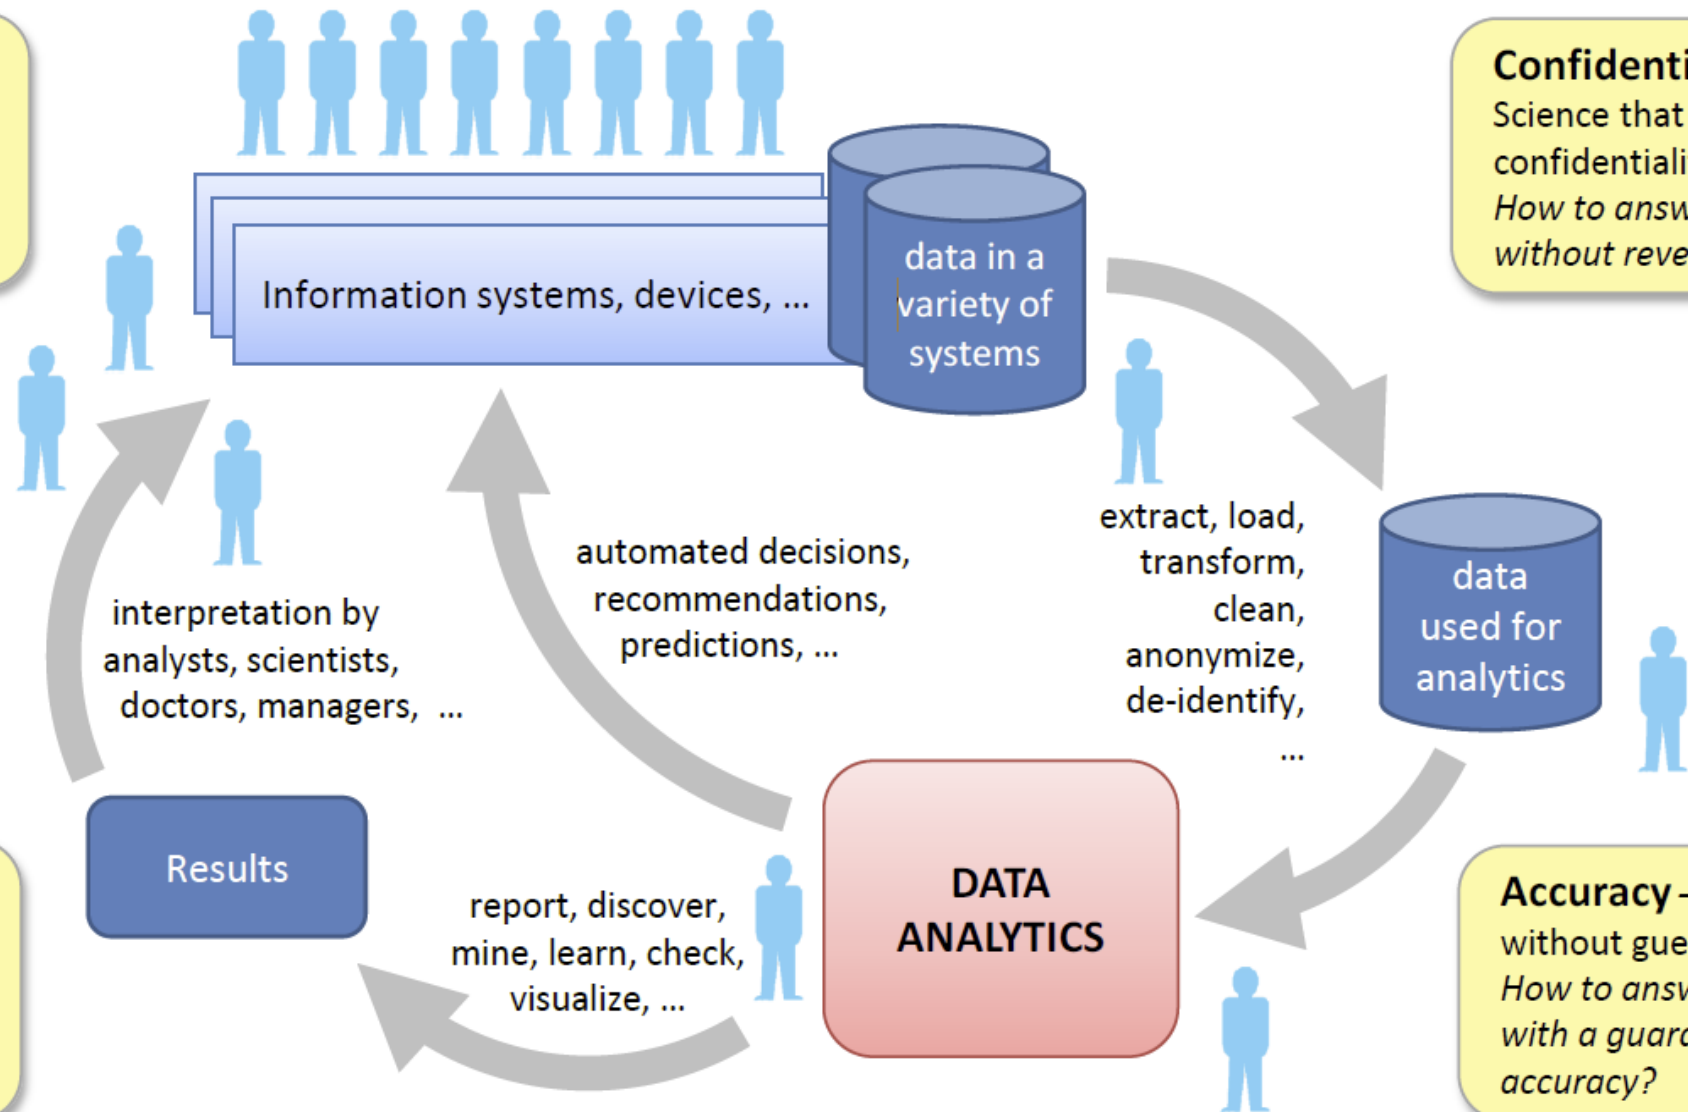 Confidenti
Science that
confidentiali
How to answ
without reve
Information systems, devices, ...
data in a
variety of
systems
extract, load,
transform,
clean,
anonymize,
de-identify,
...
data
used for
analytics
automated decisions,
recommendations,
predictions, ...
interpretation by
analysts, scientists,
doctors, managers, ...
Results
report, discover,
mine, learn, check,
visualize, ...
DATA
ANALYTICS
Accuracy –
without gue
How to answ
with a guara
accuracy?